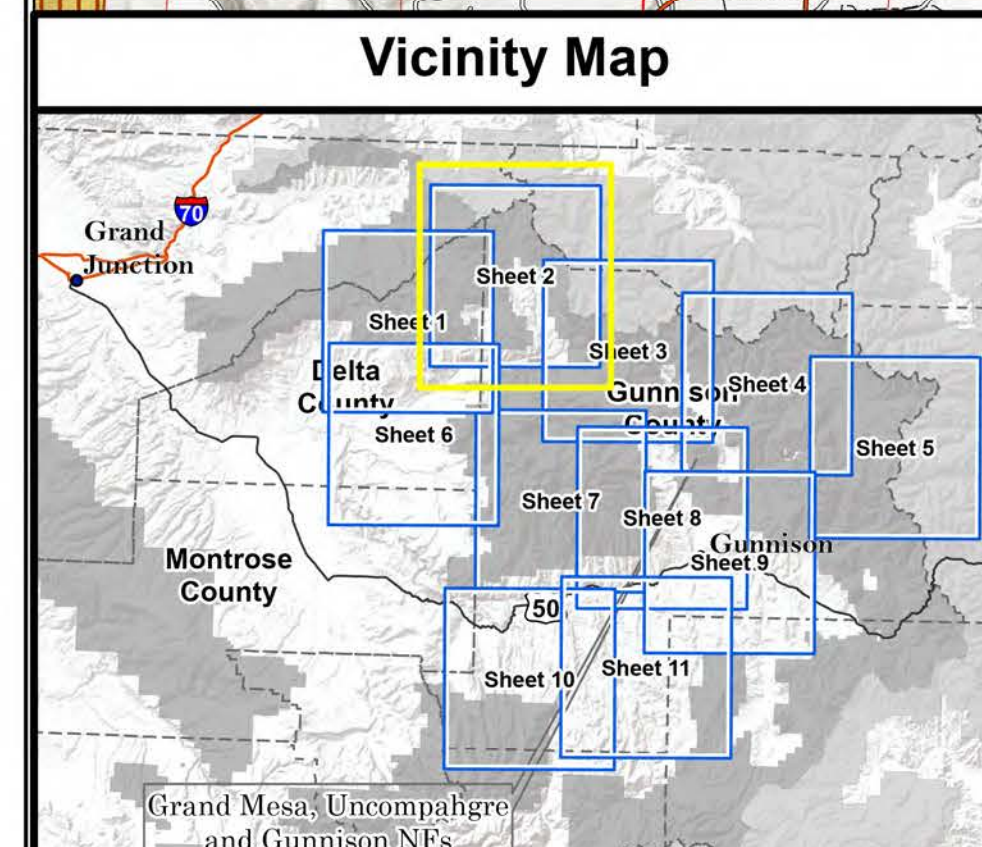 Vicinity Map
70
Grand
Junction
Sheet 2
Sheet 1
Sheet 3
Delta
County
Gunnison
County
Sheet 4
Sheet 6
Sheet 5
Sheet 7
Sheet 8
Gunnison
Sheet 9
Montrose
County
50
Sheet 11
Sheet 10
Grand Mesa, Uncompahgre
and Gunnison NFs